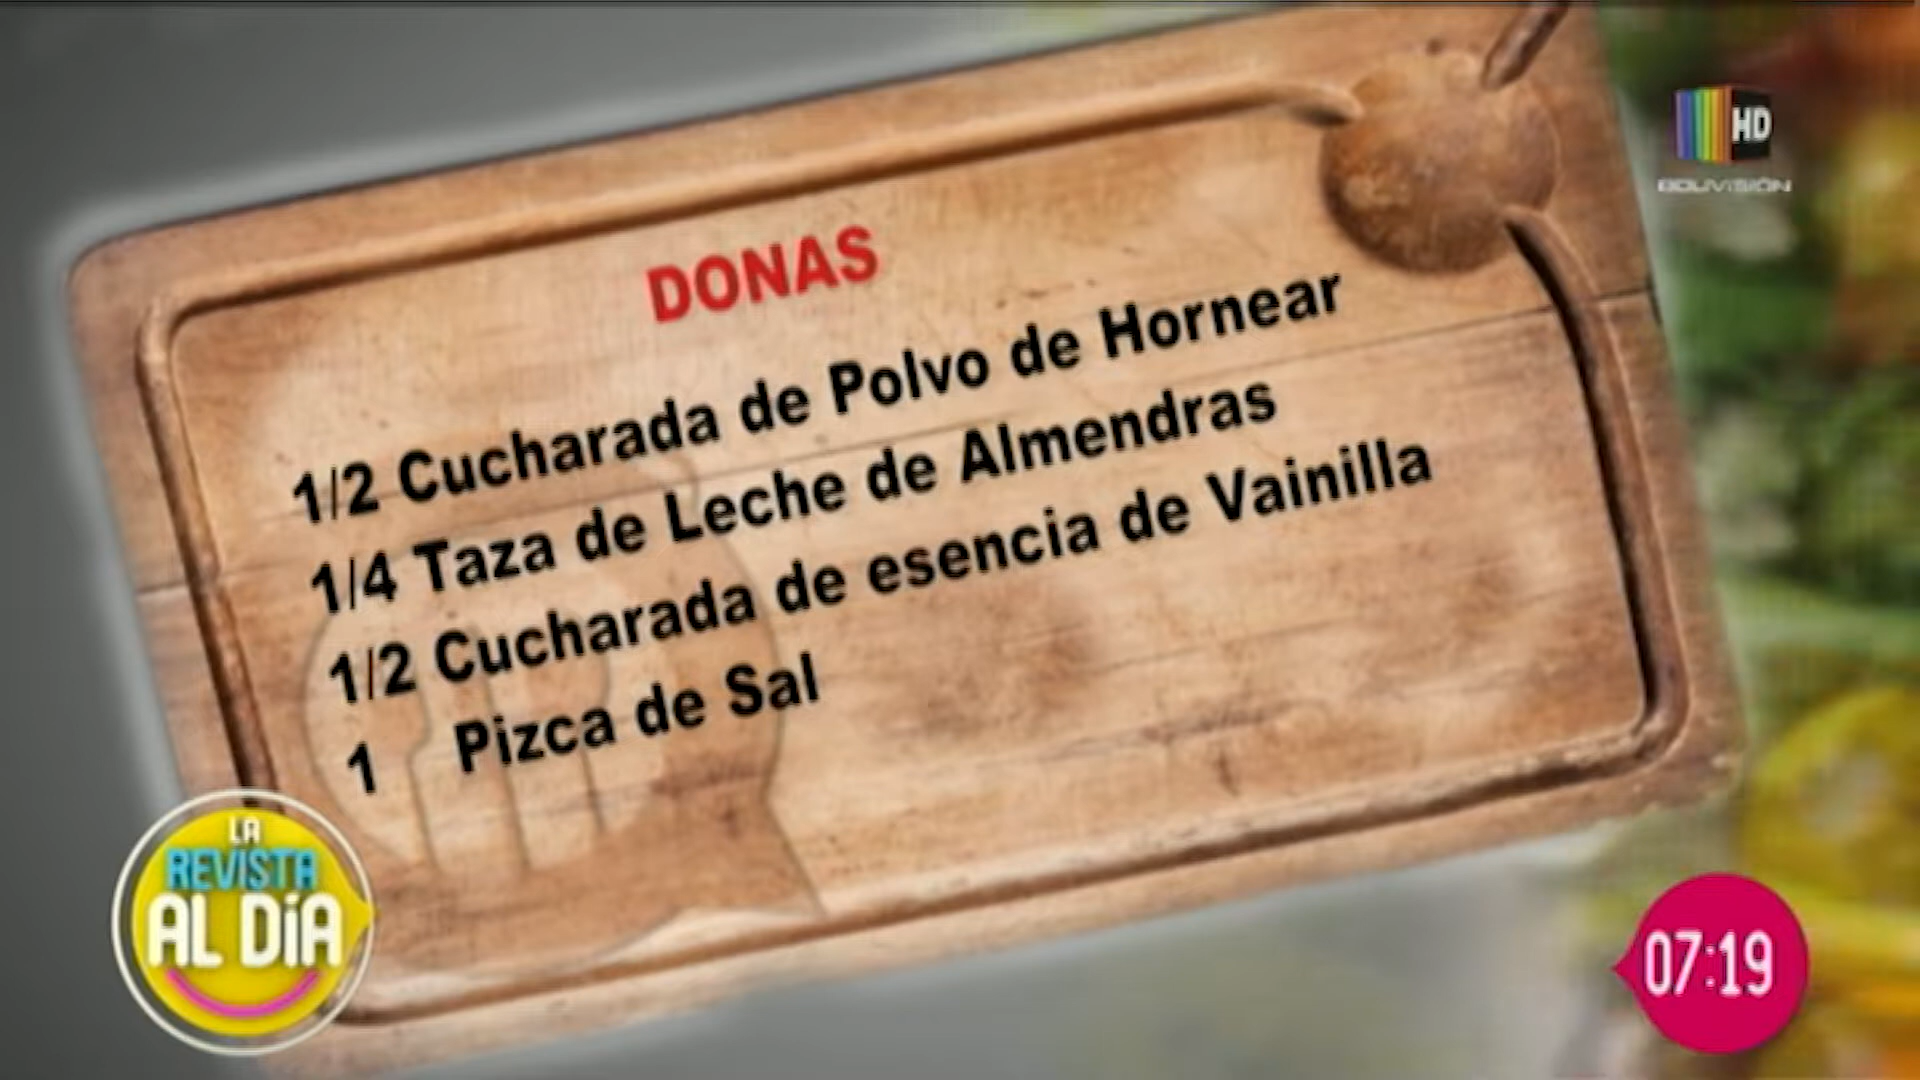 DONAS
1/2 Cucharada de Polvo de Hornear
1/4 Taza de Leche de Almendras
1/2 Cucharada de esencia de Vainilla
1 Pizca de Sal
HD
BOLIVISIÓN
LA
REVISTA
AL DíA
07:19